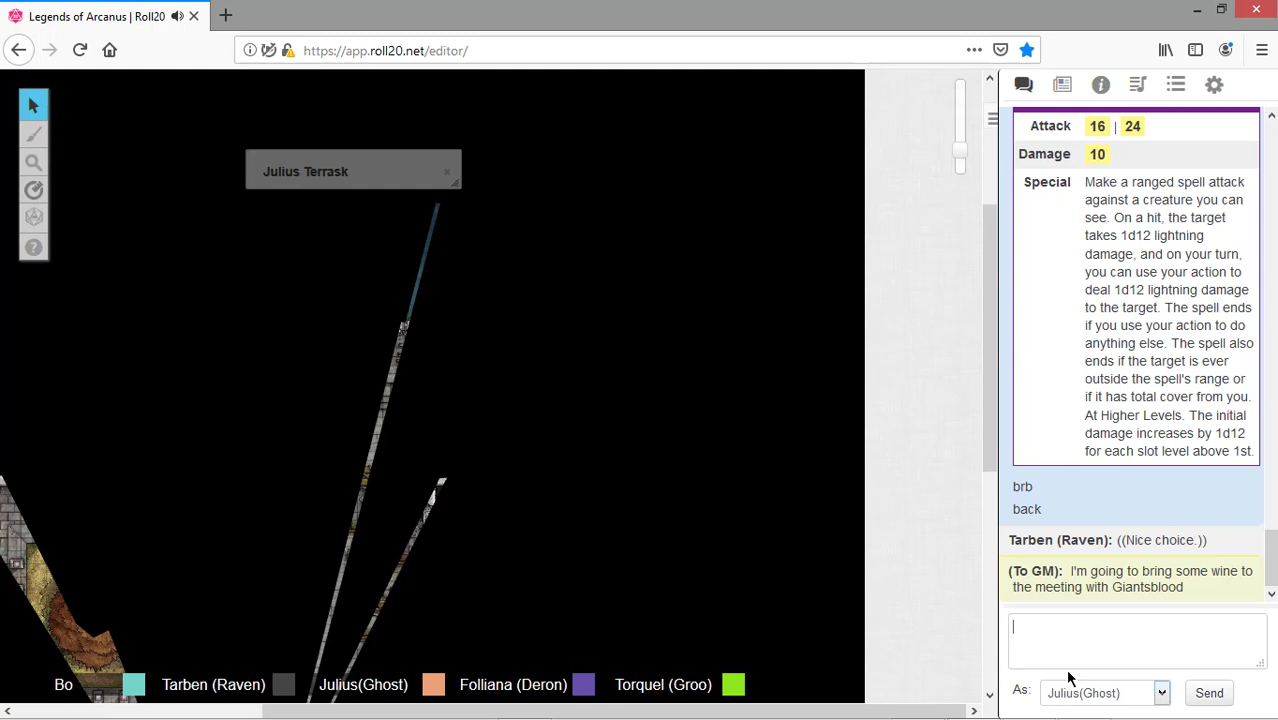 Legends of Arcanus | Roll20
https://app.roll20.net/editor/
Julius Terrask
Attack 16 | 24
Damage 10
Special Make a ranged spell attack
against a creature you can
see. On a hit, the target
takes 1d12 lightning
damage, and on your turn,
you can use your action to
deal 1d12 lightning damage
to the target. The spell ends
if you use your action to do
anything else. The spell also
ends if the target is ever
outside the spell's range or
if it has total cover from you.
At Higher Levels. The initial
damage increases by 1d12
for each slot level above 1st.
brb
back
Tarben (Raven): ((Nice choice.))
(To GM): I'm going to bring some wine to
the meeting with Giantsblood
As: Julius(Ghost) Send
Bo Tarben (Raven) Julius(Ghost) Folliana (Deron) Torquel (Groo)